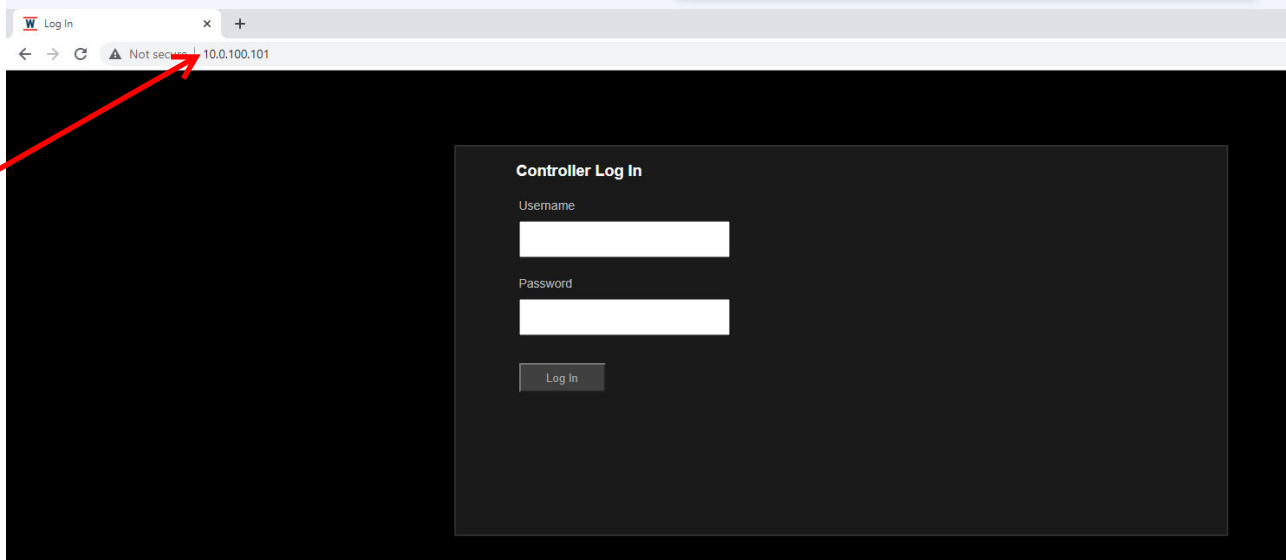 W Log In × +
Not secure 10.0.100.101
Controller Log In
Username
Password
Log In